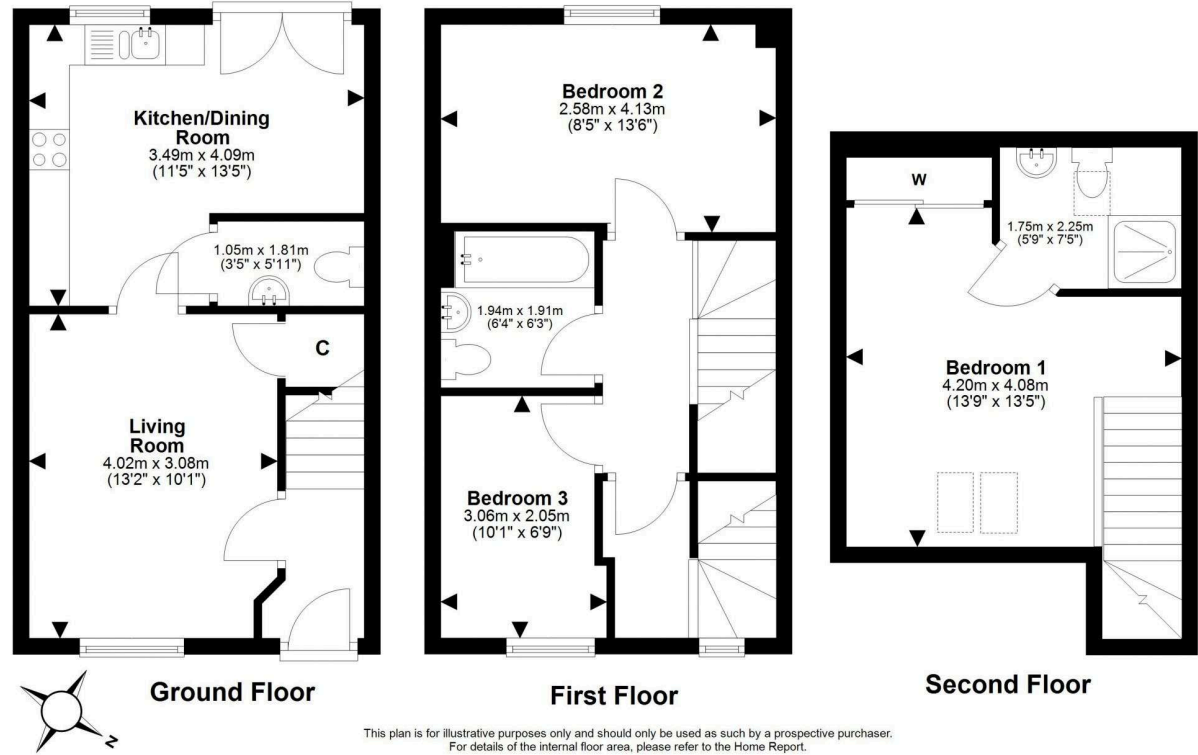 Kitchen/Dining
Room
3.49m x 4.09m
(11'5" x 13'5")
1.05m x 1.81m
(3'5" x 5'11")
C
Living
Room
4.02m x 3.08m
(13'2" x 10'1")
Ground Floor
N
Bedroom 2
2.58m x 4.13m
(8'5" x 13'6")
1.94m x 1.91m
(6'4" x 6'3")
Bedroom 3
3.06m x 2.05m
(10'1" x 6'9")
First Floor
W
1.75m x 2.25m
(5'9" x 7'5")
Bedroom 1
4.20m x 4.08m
(13'9" x 13'5")
Second Floor
This plan is for illustrative purposes only and should only be used as such by a prospective purchaser.
For details of the internal floor area, please refer to the Home Report.